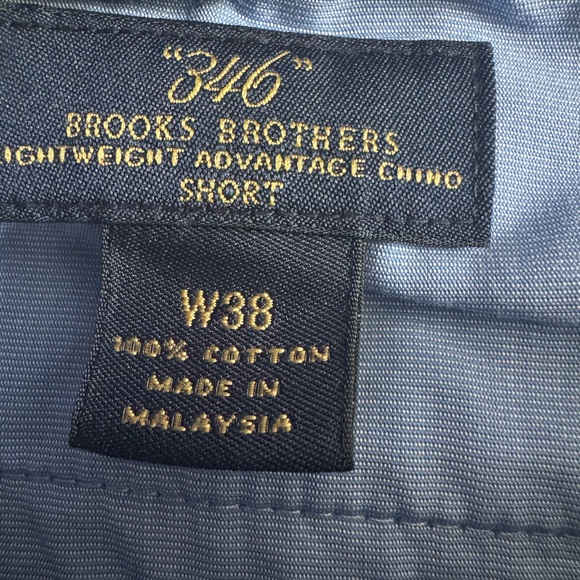 "346"
BROOKS BROTHERS
IGHTWEIGHT ADVANTAGE CHINO
SHORT
W38
100% COTTON
MADE IN
MALAYSIA